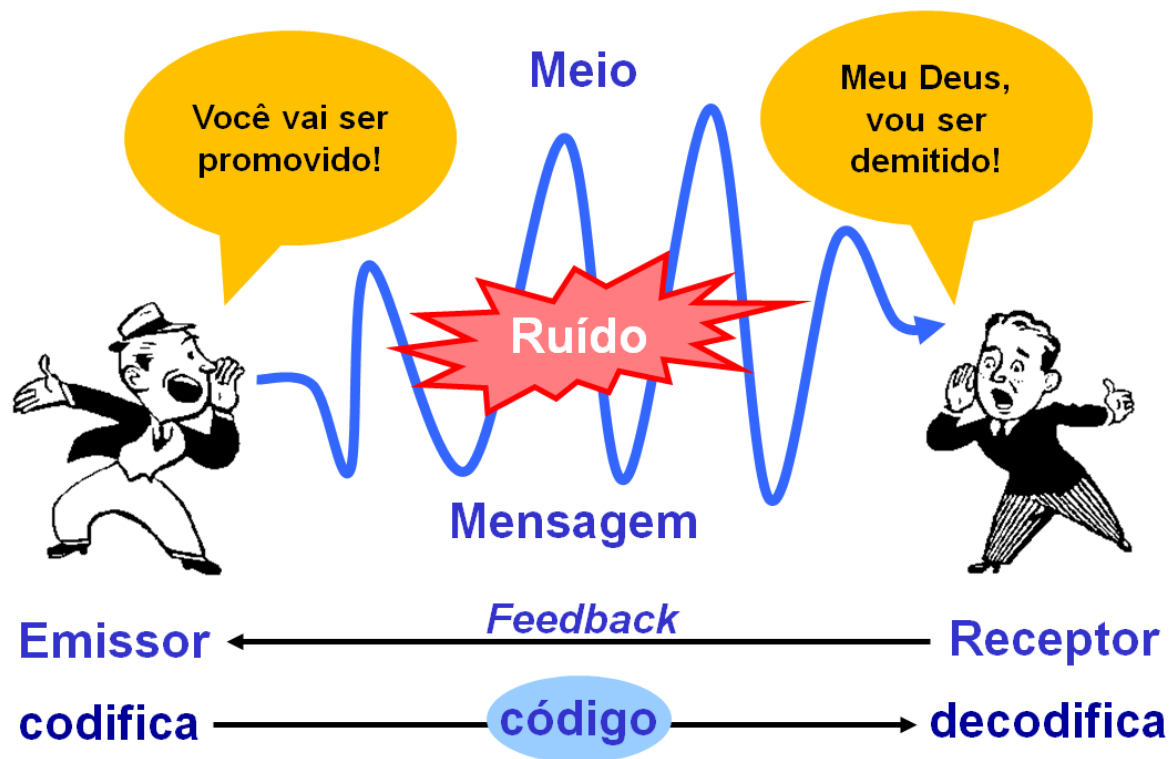 Meio
Você vai ser
promovido!
Meu Deus,
vou ser
demitido!
Ruído
Mensagem
Feedback
Emissor
Receptor
codifica
código
decodifica